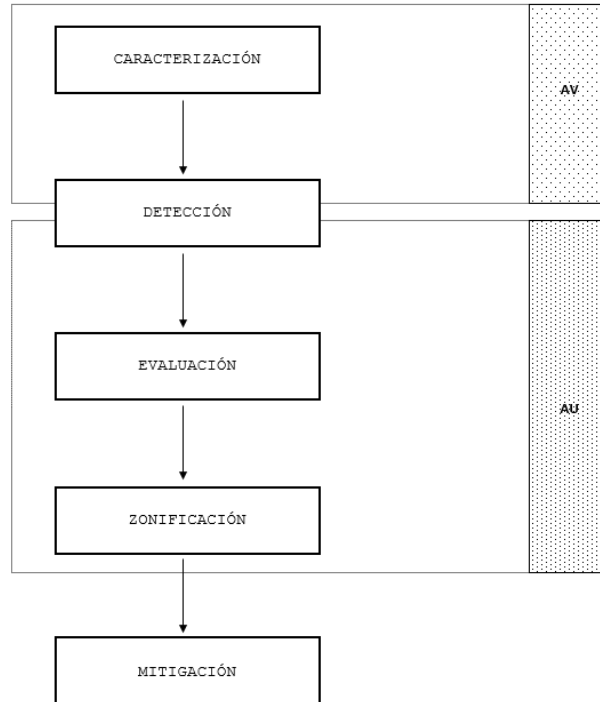 CARACTERIZACIÓN
AV
DETECCIÓN
EVALUACIÓN
AU
ZONIFICACIÓN
MITIGACIÓN